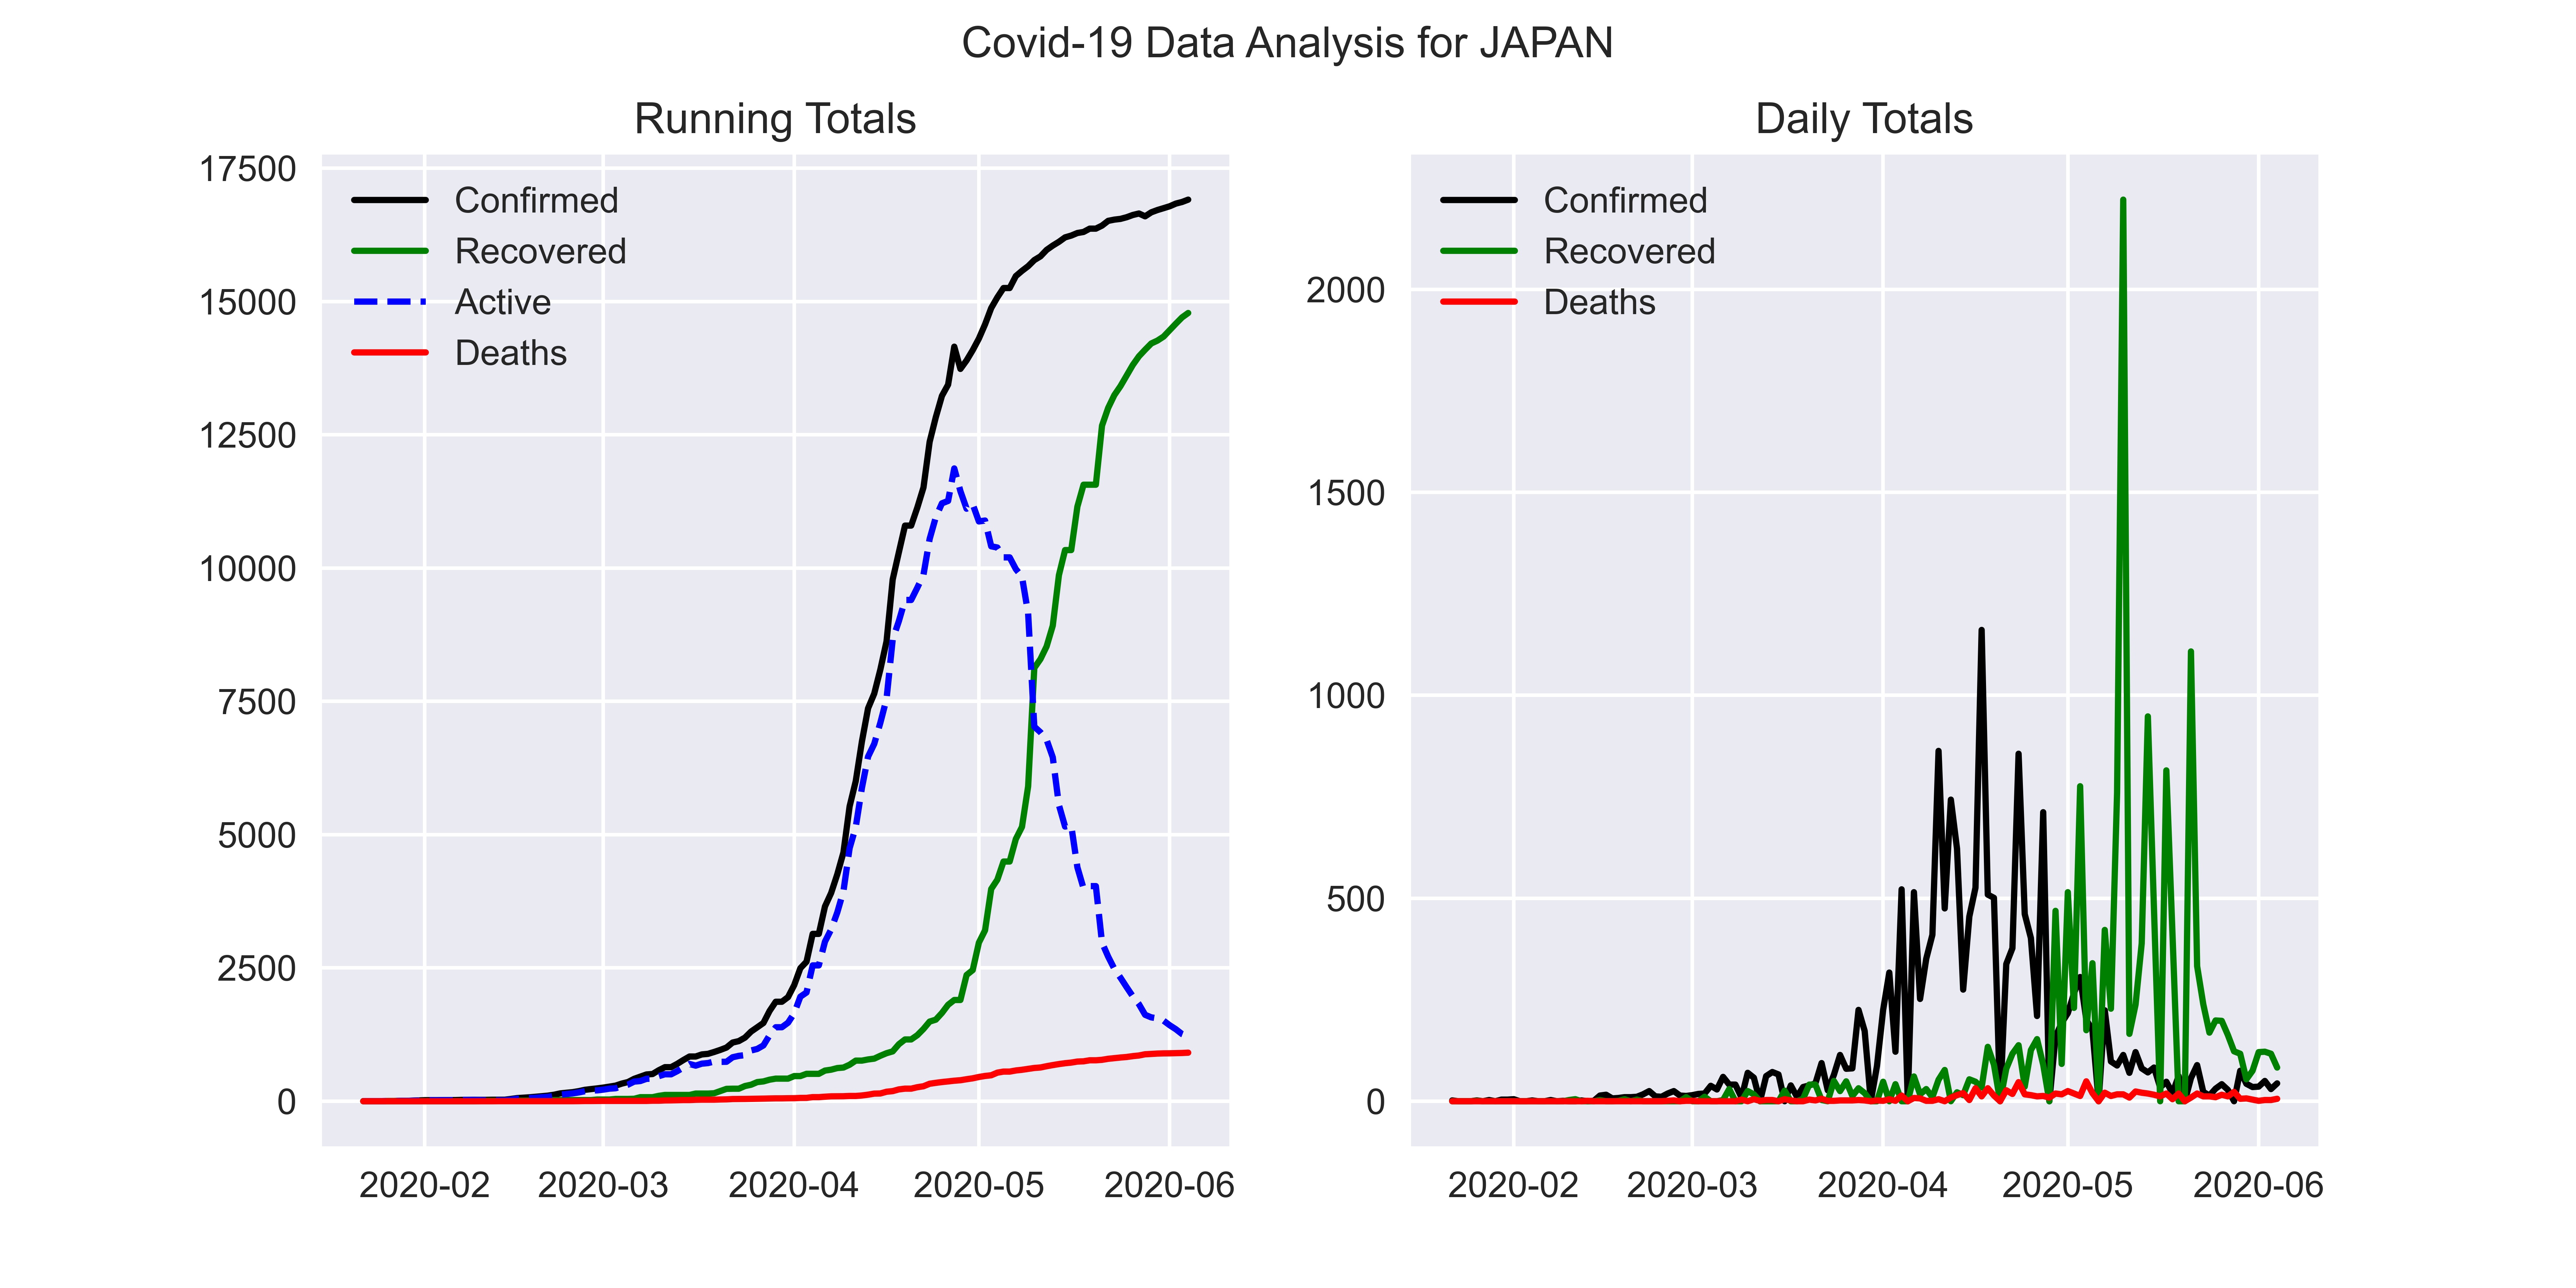 Covid-19 Data Analysis for JAPAN
Running Totals
17500
15000
12500
10000
7500
5000
2500
0
Confirmed
Recovered
Active
Deaths
2020-02 2020-03 2020-04 2020-05 2020-06
Daily Totals
2000
1500
1000
500
0
Confirmed
Recovered
Deaths
2020-02 2020-03 2020-04 2020-05 2020-06